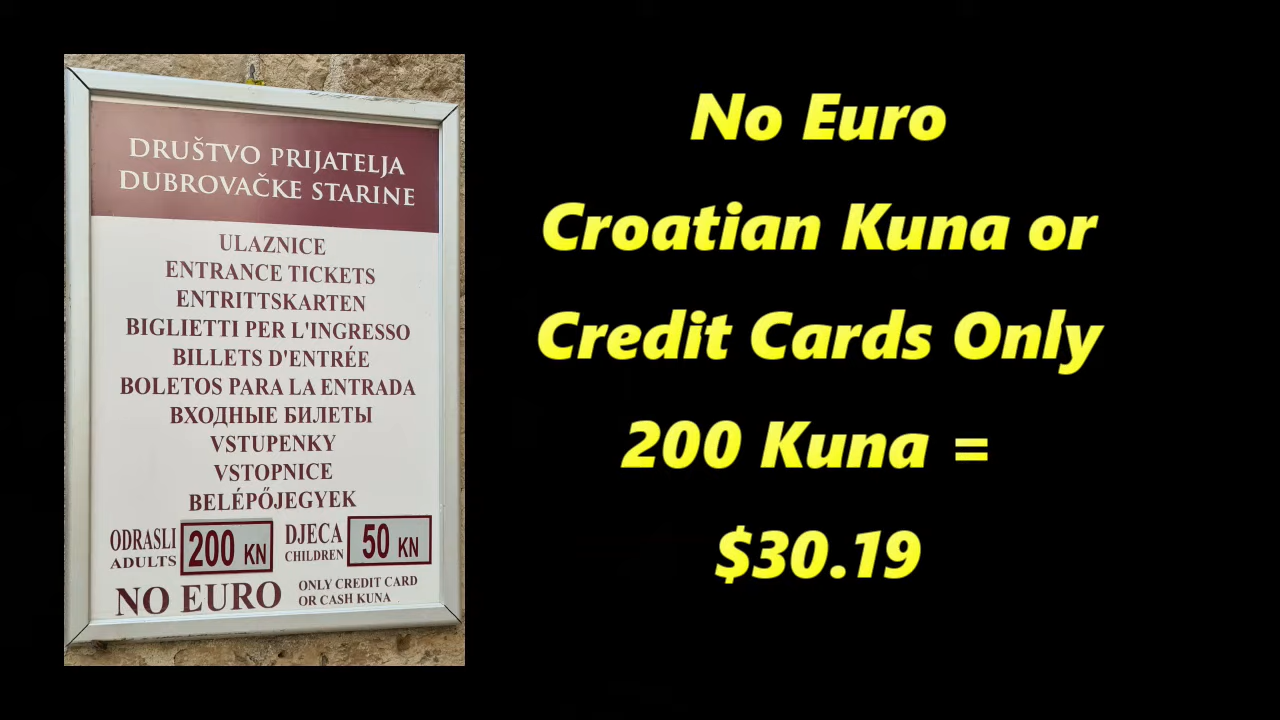 DRUŠTVO PRIJATELJA
DUBROVAČKE STARINE
ULAZNICE
ENTRANCE TICKETS
ENTRITTSKARTEN
BIGLIETTI PER L'INGRESSO
BILLETS D'ENTRÉE
BOLETOS PARA LA ENTRADA
ВХОДНЫЕ БИЛЕТЫ
VSTUPENKY
VSTOPNICE
BELÉPŐJEGYEK
ODRASLI
ADULTS
200 KN
DJECA
CHILDREN
50 KN
NO EURO
ONLY CREDIT CARD
OR CASH KUNA
No Euro
Croatian Kuna or
Credit Cards Only
200 Kuna =
$30.19